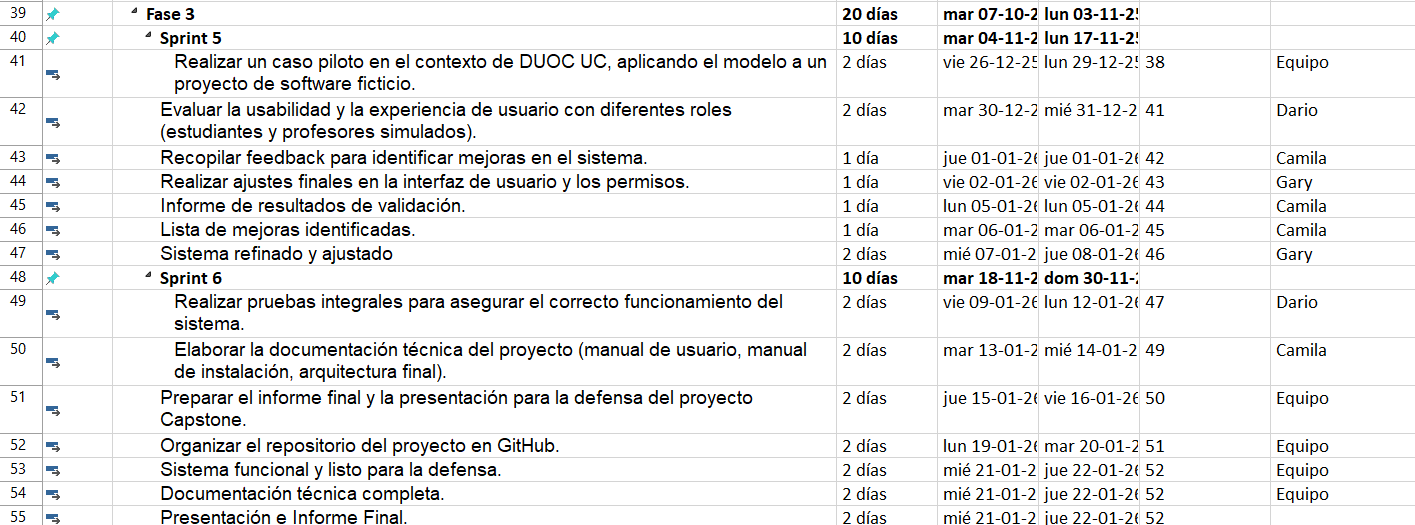 39 Fase 3 20 días mar 07-10-2 lun 03-11-25
40 Sprint 5 10 días mar 04-11-2 lun 17-11-25
41 Realizar un caso piloto en el contexto de DUOC UC, aplicando el modelo a un 2 días vie 26-12-25 lun 29-12-25 38 Equipo
proyecto de software ficticio.
42 Evaluar la usabilidad y la experiencia de usuario con diferentes roles 2 días mar 30-12-2 mié 31-12-2 41 Dario
(estudiantes y profesores simulados).
43 Recopilar feedback para identificar mejoras en el sistema. 1 día jue 01-01-26 jue 01-01-26 42 Camila
44 Realizar ajustes finales en la interfaz de usuario y los permisos. 1 día vie 02-01-26 vie 02-01-26 43 Gary
45 Informe de resultados de validación. 1 día lun 05-01-26 lun 05-01-26 44 Camila
46 Lista de mejoras identificadas. 1 día mar 06-01-2 mar 06-01-2 45 Camila
47 Sistema refinado y ajustado 2 días mié 07-01-2 jue 08-01-26 46 Gary
48 Sprint 6 10 días mar 18-11-2 dom 30-11-2
49 Realizar pruebas integrales para asegurar el correcto funcionamiento del 2 días vie 09-01-26 lun 12-01-26 47 Dario
sistema.
50 Elaborar la documentación técnica del proyecto (manual de usuario, manual 2 días mar 13-01-2 mié 14-01-2 49 Camila
de instalación, arquitectura final).
51 Preparar el informe final y la presentación para la defensa del proyecto 2 días jue 15-01-26 vie 16-01-26 50 Equipo
Capstone.
52 Organizar el repositorio del proyecto en GitHub. 2 días lun 19-01-26 mar 20-01-2 51 Equipo
53 Sistema funcional y listo para la defensa. 2 días mié 21-01-2 jue 22-01-26 52 Equipo
54 Documentación técnica completa. 2 días mié 21-01-2 jue 22-01-26 52 Equipo
55 Presentación e Informe Final. 2 días mié 21-01-2 jue 22-01-26 52